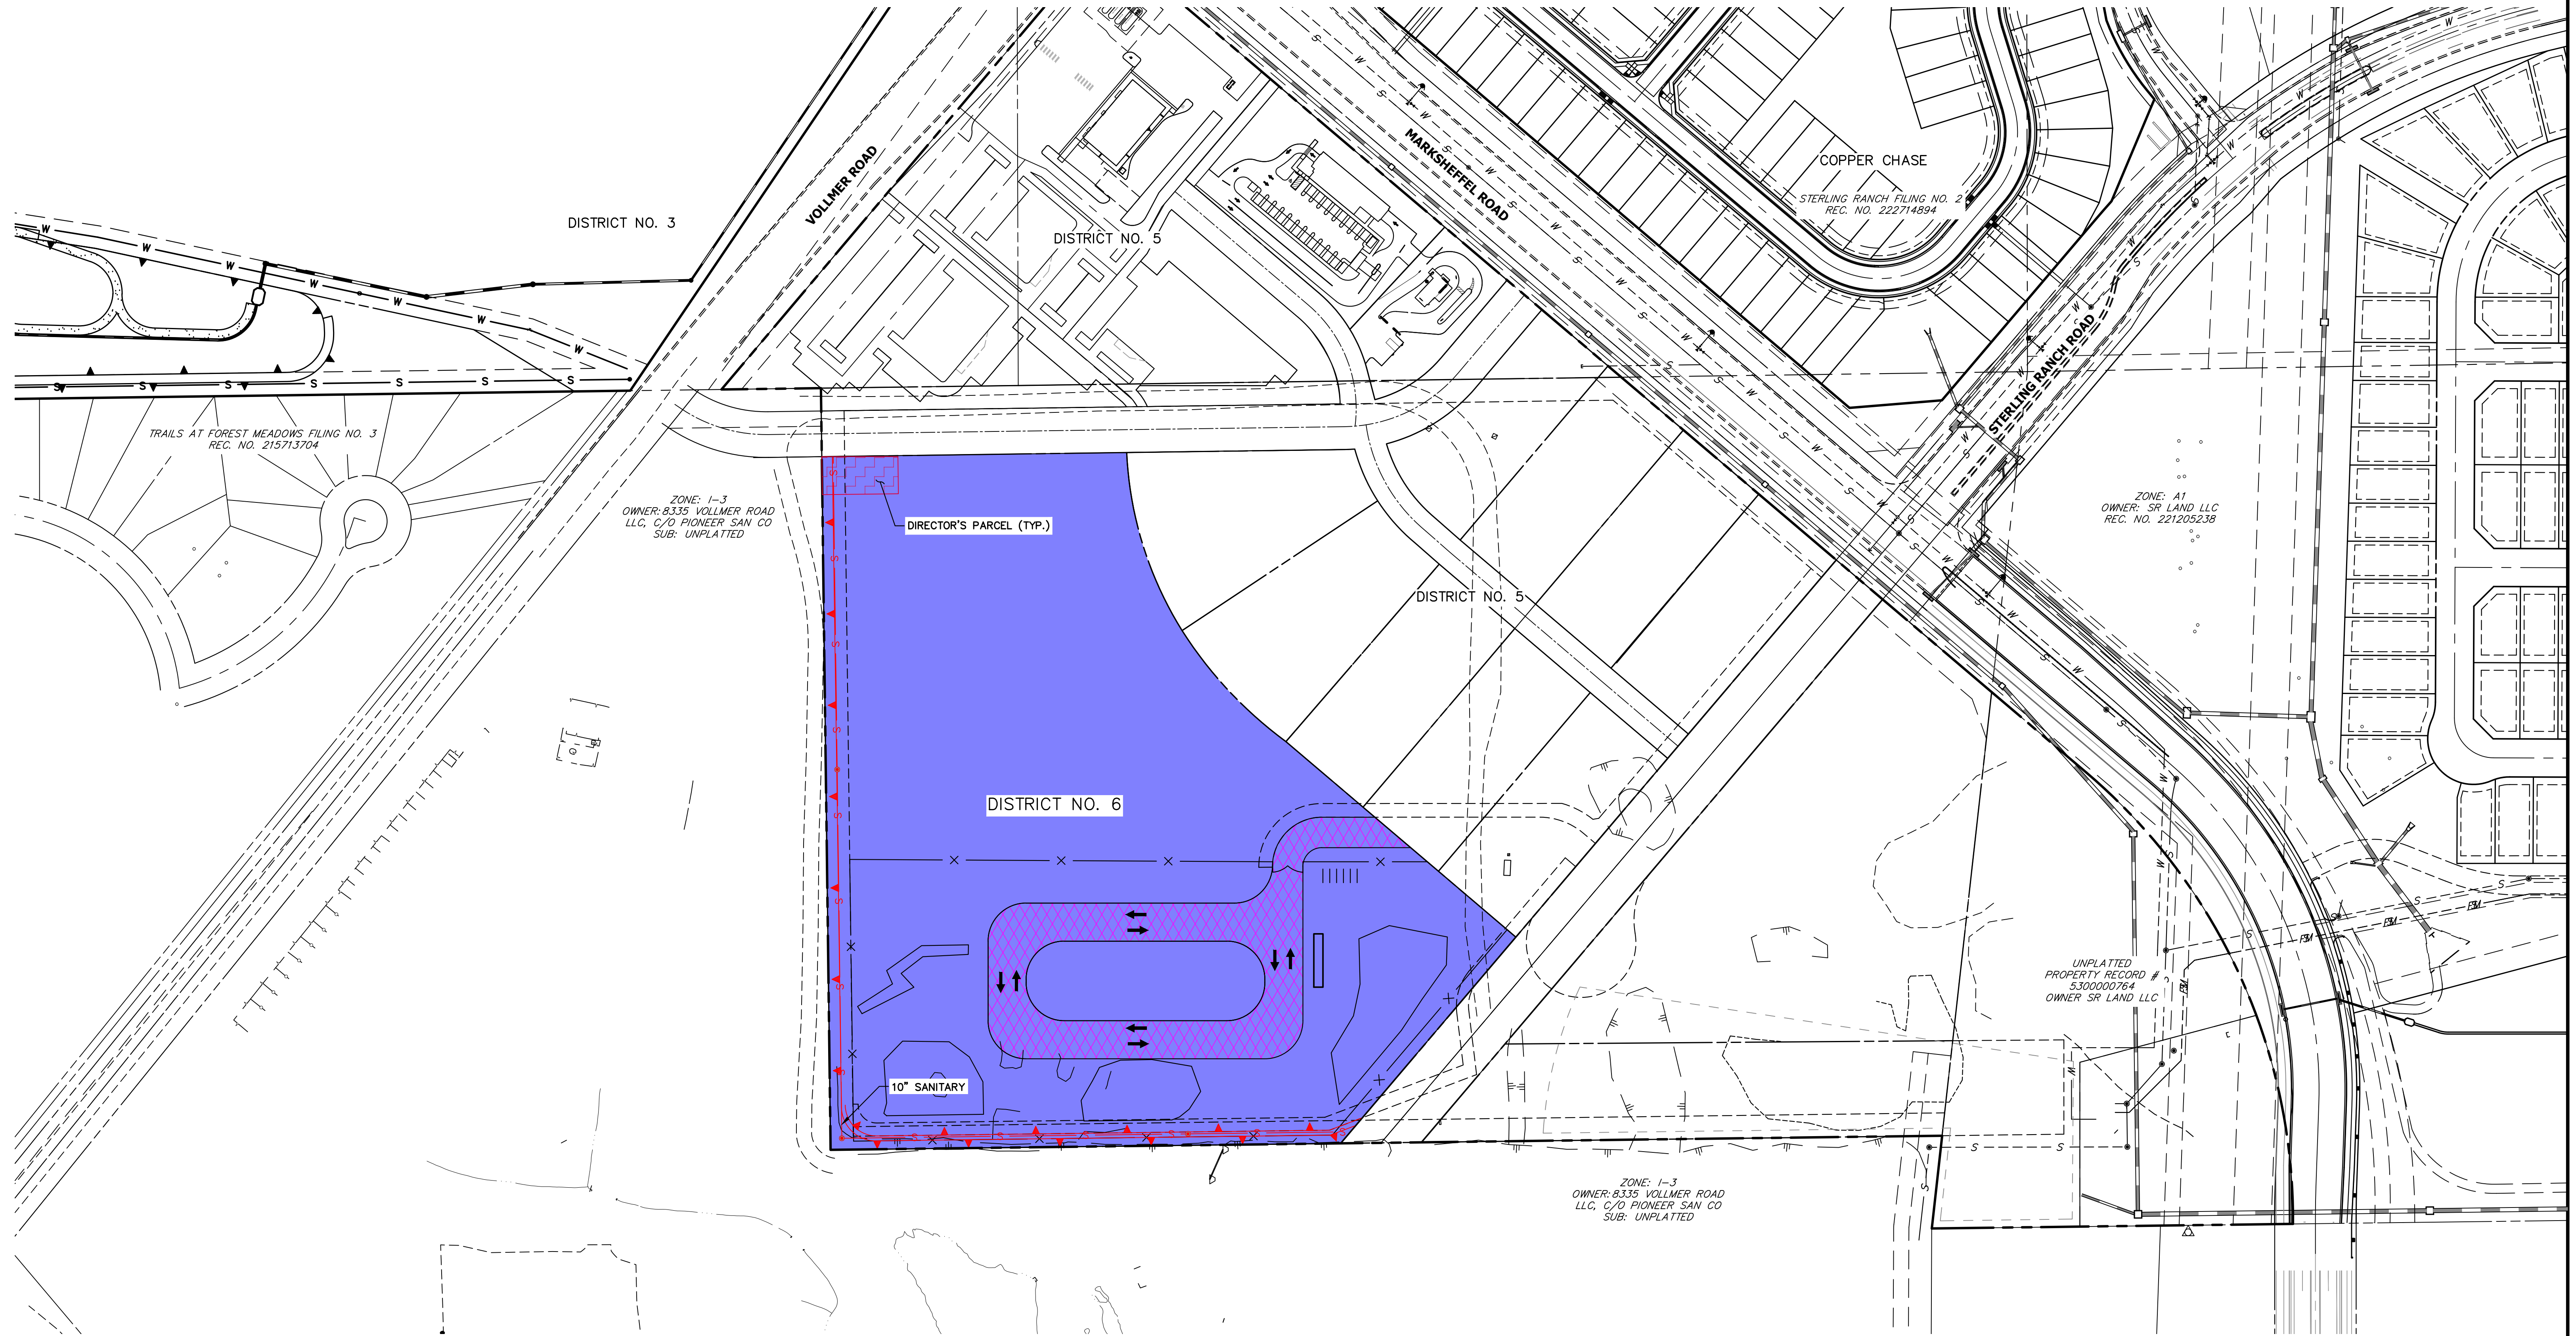 COPPER CHASE
STERLING RANCH FILING NO. 2
REC. NO. 222714894
VOLLMER ROAD
MARKSHEFFEL ROAD
DISTRICT NO. 3
DISTRICT NO. 5
STERLING RANCH ROAD
TRAILS AT FOREST MEADOWS FILING NO. 3
REC. NO. 215713704
ZONE: I-3
OWNER: 8335 VOLLMER ROAD
LLC, C/O PIONEER SAN CO
SUB: UNPLATTED
DIRECTOR'S PARCEL (TYP.)
ZONE: A1
OWNER: SR LAND LLC
REC. NO. 221205238
DISTRICT NO. 5
DISTRICT NO. 6
UNPLATTED
PROPERTY RECORD #
5300000764
OWNER SR LAND LLC
10" SANITARY
ZONE: I-3
OWNER: 8335 VOLLMER ROAD
LLC, C/O PIONEER SAN CO
SUB: UNPLATTED